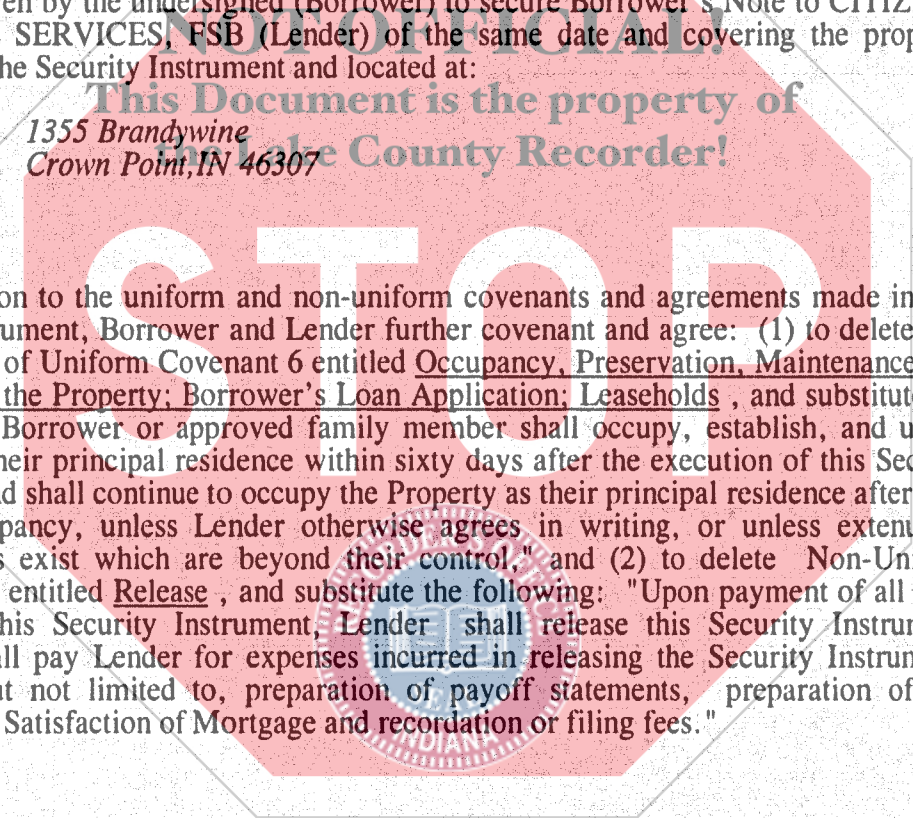 en by the undersigned (Borrower) to secure Borrower's Note to CITIZ
SERVICES, FSB (Lender) of the same date and covering the prop
he Security Instrument and located at:
NOT OFFICIAL!
This Document is the property of
the Lake County Recorder!
1355 Brandywine
Crown Point, IN 46307
STOP
on to the uniform and non-uniform covenants and agreements made in
ument, Borrower and Lender further covenant and agree: (1) to delete
of Uniform Covenant 6 entitled Occupancy, Preservation, Maintenance
the Property; Borrower's Loan Application; Leaseholds , and substitut
Borrower or approved family member shall occupy, establish, and u
heir principal residence within sixty days after the execution of this Sec
d shall continue to occupy the Property as their principal residence after
pancy, unless Lender otherwise agrees in writing, or unless extenu
s exist which are beyond their control," and (2) to delete Non-Un
entitled Release , and substitute the following: "Upon payment of all
his Security Instrument, Lender shall release this Security Instrum
ll pay Lender for expenses incurred in releasing the Security Instrum
ut not limited to, preparation of payoff statements, preparation of
Satisfaction of Mortgage and recordation or filing fees."
RECORDER'S OFFICE
INDIANA